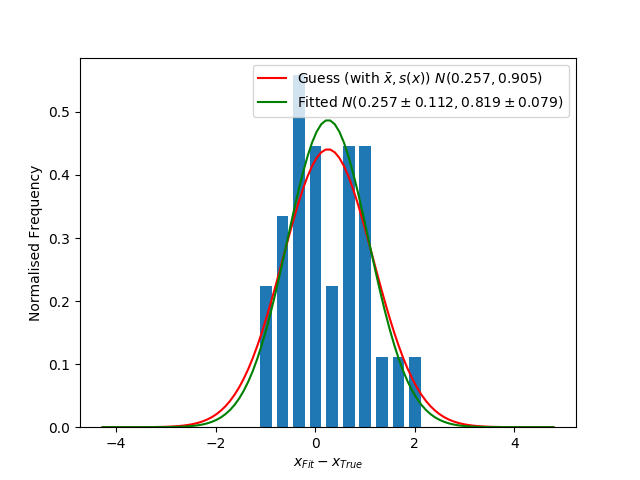 Guess (with x̄, s(x)) N(0.257, 0.905)
Fitted N(0.257 ± 0.112, 0.819 ± 0.079)
Normalised Frequency
0.5
0.4
0.3
0.2
0.1
0.0
−4 −2 0 2 4
x_Fit − x_True